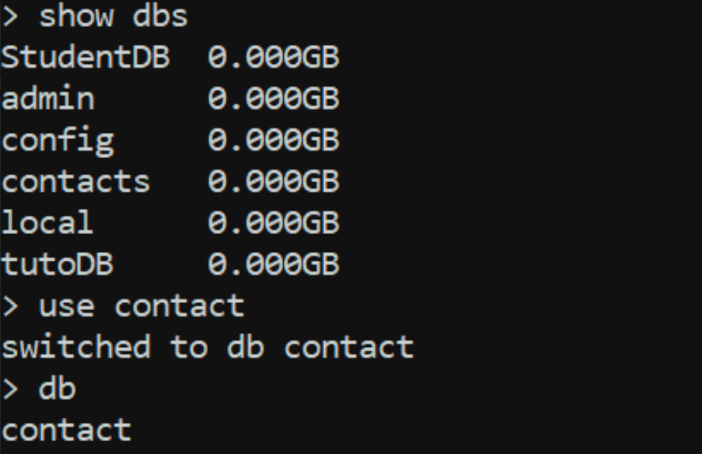 > show dbs
StudentDB  0.000GB
admin      0.000GB
config     0.000GB
contacts   0.000GB
local      0.000GB
tutoDB     0.000GB
> use contact
switched to db contact
> db
contact